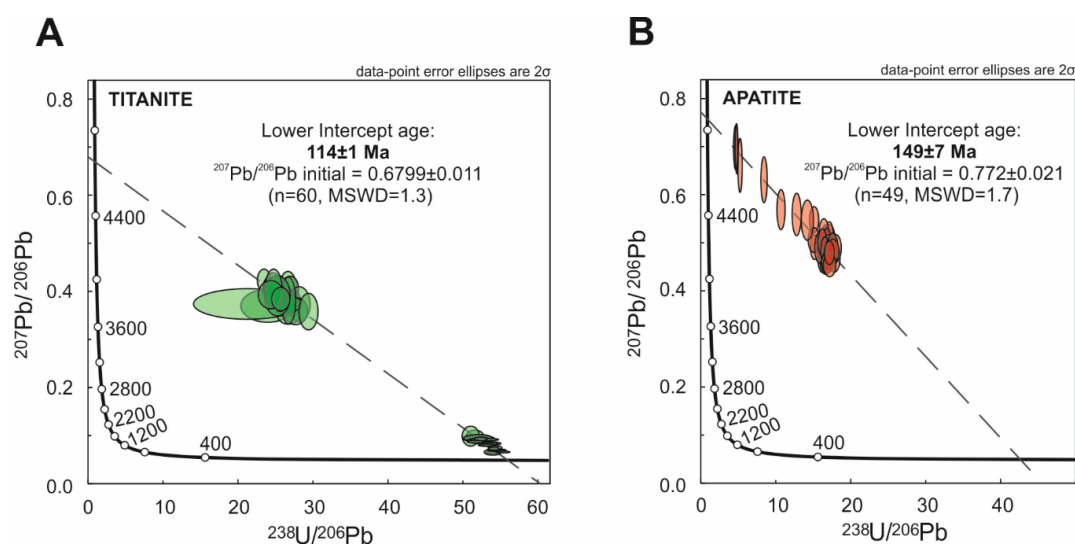 A
data-point error ellipses are 2σ
TITANITE
Lower Intercept age:
114±1 Ma
²⁰⁷Pb/²⁰⁶Pb initial = 0.6799±0.011
(n=60, MSWD=1.3)
0.8
0.6
0.4
0.2
0.0
²⁰⁷Pb/²⁰⁶Pb
4400
3600
2800
2200
1200
400
0 10 20 30 40 50 60
²³⁸U/²⁰⁶Pb
B
data-point error ellipses are 2σ
APATITE
Lower Intercept age:
149±7 Ma
²⁰⁷Pb/²⁰⁶Pb initial = 0.772±0.021
(n=49, MSWD=1.7)
0.8
0.6
0.4
0.2
0.0
²⁰⁷Pb/²⁰⁶Pb
4400
3600
2800
2200
1200
400
0 10 20 30 40
²³⁸U/²⁰⁶Pb